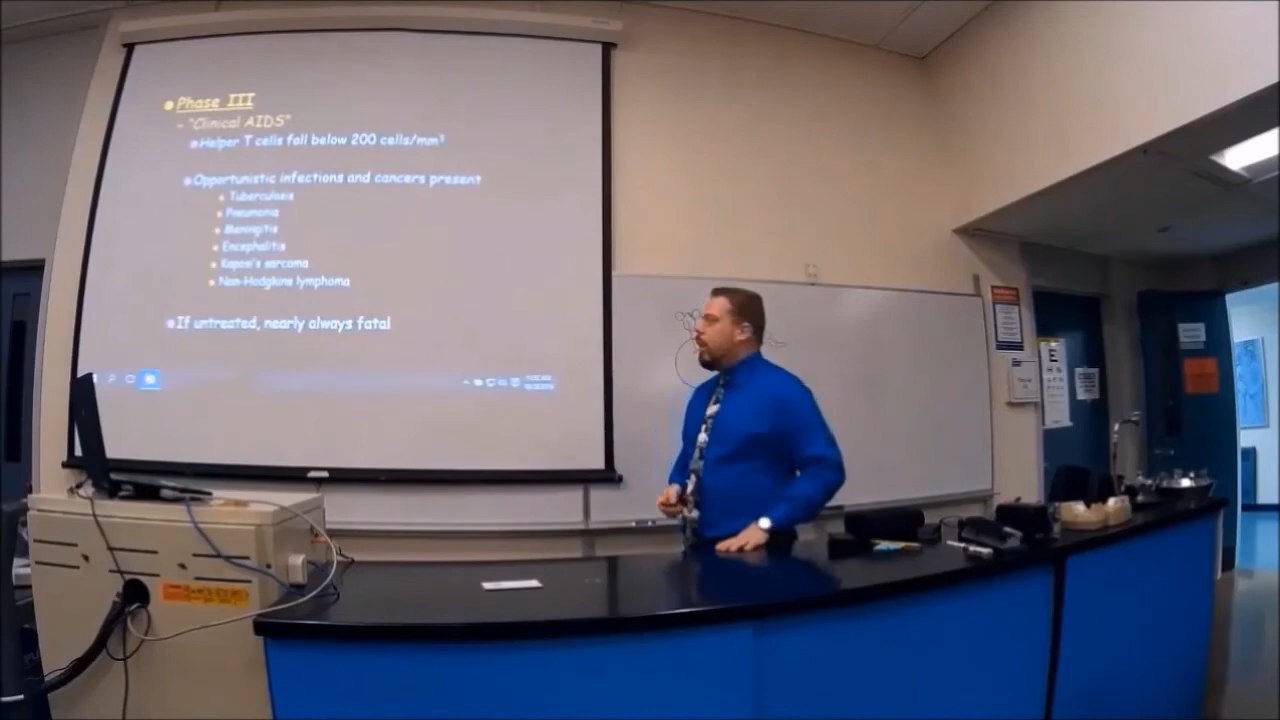 Phase III
- "Clinical AIDS"
Helper T cells fall below 200 cells/mm³
Opportunistic infections and cancers present
Tuberculosis
Pneumonia
Meningitis
Encephalitis
Kaposi's sarcoma
Non-Hodgkins lymphoma
If untreated, nearly always fatal
E